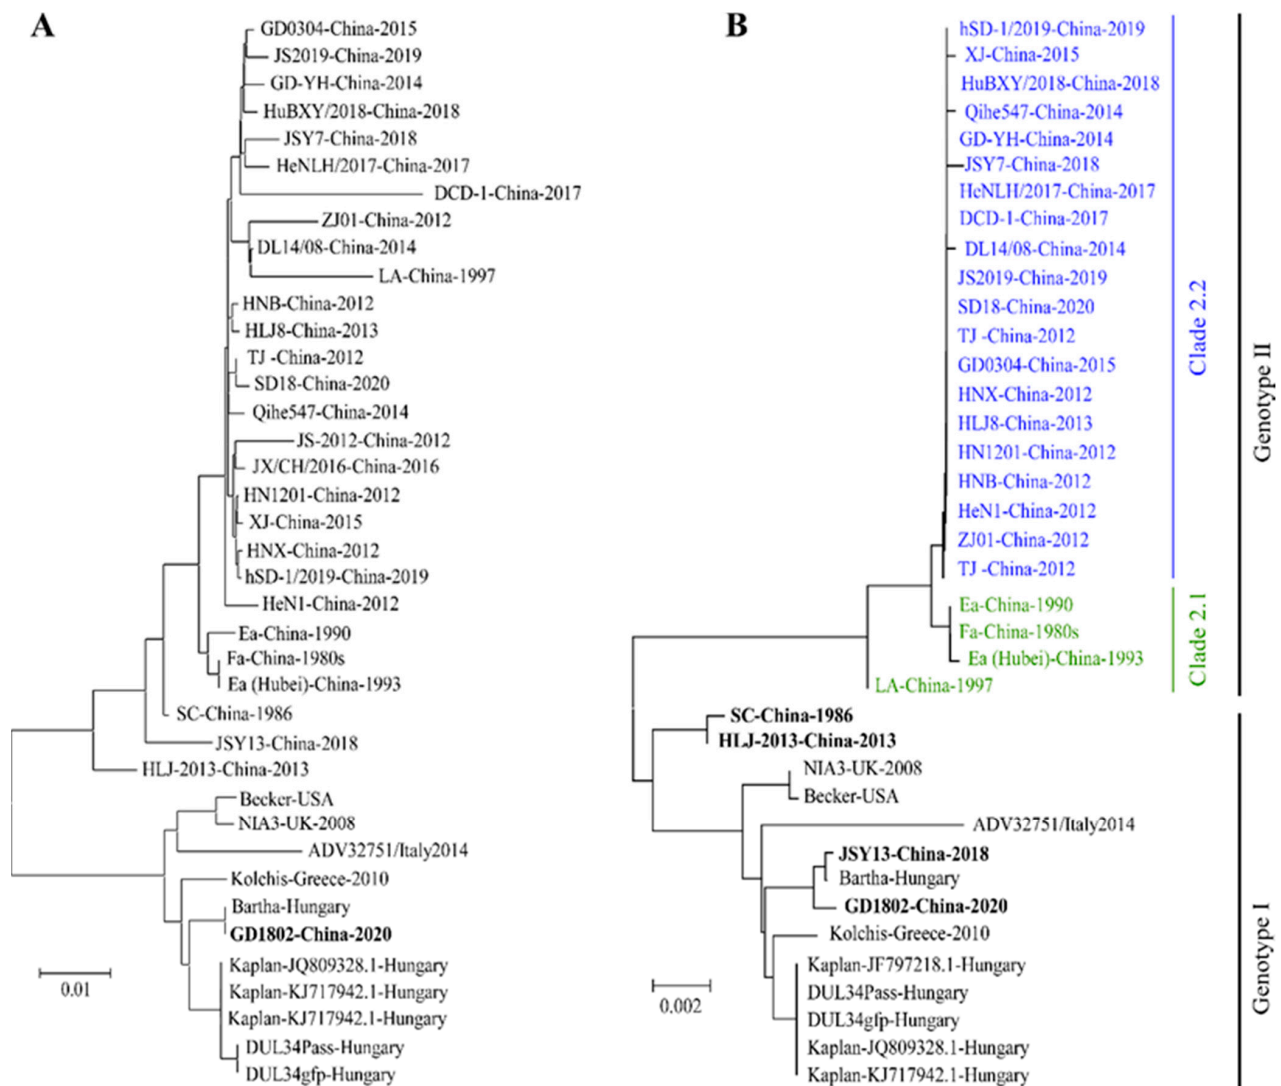 A
GD0304-China-2015
JS2019-China-2019
GD-YH-China-2014
HuBXY/2018-China-2018
JSY7-China-2018
HeNLH/2017-China-2017
DCD-1-China-2017
ZJ01-China-2012
DL14/08-China-2014
LA-China-1997
HNB-China-2012
HLJ8-China-2013
TJ -China-2012
SD18-China-2020
Qihe547-China-2014
JS-2012-China-2012
JX/CH/2016-China-2016
HN1201-China-2012
XJ-China-2015
HNX-China-2012
hSD-1/2019-China-2019
HeN1-China-2012
Ea-China-1990
Fa-China-1980s
Ea (Hubei)-China-1993
SC-China-1986
JSY13-China-2018
HLJ-2013-China-2013
Becker-USA
NIA3-UK-2008
ADV32751/Italy2014
Kolchis-Greece-2010
Bartha-Hungary
GD1802-China-2020
Kaplan-JQ809328.1-Hungary
Kaplan-KJ717942.1-Hungary
Kaplan-KJ717942.1-Hungary
DUL34Pass-Hungary
DUL34gfp-Hungary
0.01
B
hSD-1/2019-China-2019
XJ-China-2015
HuBXY/2018-China-2018
Qihe547-China-2014
GD-YH-China-2014
JSY7-China-2018
HeNLH/2017-China-2017
DCD-1-China-2017
DL14/08-China-2014
JS2019-China-2019
SD18-China-2020
TJ -China-2012
GD0304-China-2015
HNX-China-2012
HLJ8-China-2013
HN1201-China-2012
HNB-China-2012
HeN1-China-2012
ZJ01-China-2012
TJ -China-2012
Ea-China-1990
Fa-China-1980s
Ea (Hubei)-China-1993
LA-China-1997
SC-China-1986
HLJ-2013-China-2013
NIA3-UK-2008
Becker-USA
ADV32751/Italy2014
JSY13-China-2018
Bartha-Hungary
GD1802-China-2020
Kolchis-Greece-2010
Kaplan-JF797218.1-Hungary
DUL34Pass-Hungary
DUL34gfp-Hungary
Kaplan-JQ809328.1-Hungary
Kaplan-KJ717942.1-Hungary
0.002
Clade 2.2
Clade 2.1
Genotype II
Genotype I